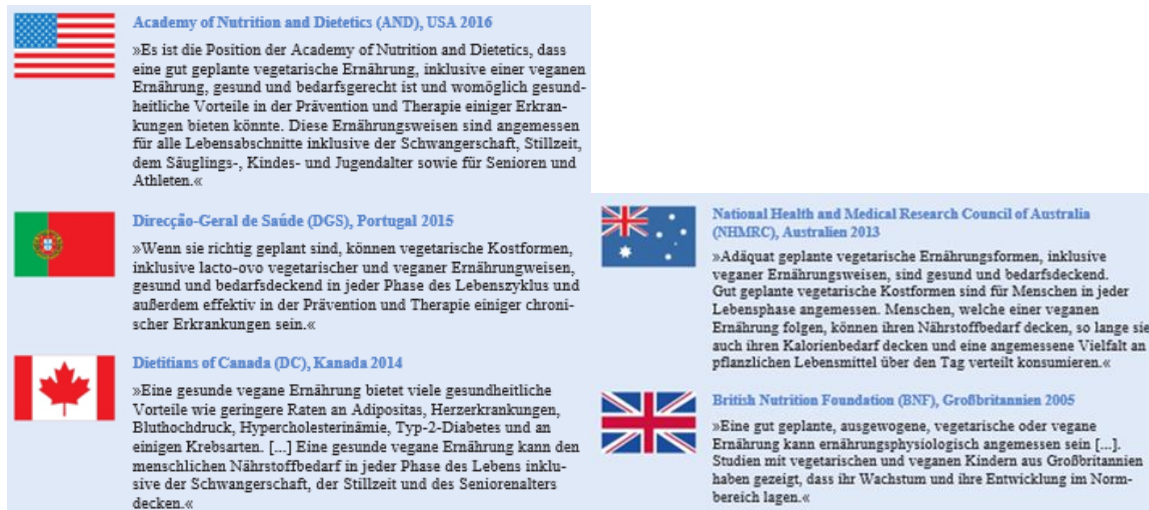 Academy of Nutrition and Dietetics (AND), USA 2016
»Es ist die Position der Academy of Nutrition and Dietetics, dass
eine gut geplante vegetarische Ernährung, inklusive einer veganen
Ernährung, gesund und bedarfsgerecht ist und womöglich gesund-
heitliche Vorteile in der Prävention und Therapie einiger Erkran-
kungen bieten könnte. Diese Ernährungsweisen sind angemessen
für alle Lebensabschnitte inklusive der Schwangerschaft, Stillzeit,
dem Säuglings-, Kindes- und Jugendalter sowie für Senioren und
Athleten.«
Direcção-Geral de Saúde (DGS), Portugal 2015
»Wenn sie richtig geplant sind, können vegetarische Kostformen,
inklusive lacto-ovo vegetarischer und veganer Ernährungweisen,
gesund und bedarfsdeckend in jeder Phase des Lebenszyklus und
außerdem effektiv in der Prävention und Therapie einiger chroni-
scher Erkrankungen sein.«
Dietitians of Canada (DC), Kanada 2014
»Eine gesunde vegane Ernährung bietet viele gesundheitliche
Vorteile wie geringere Raten an Adipositas, Herzerkrankungen,
Bluthochdruck, Hypercholesterinämie, Typ-2-Diabetes und an
einigen Krebsarten. [...] Eine gesunde vegane Ernährung kann den
menschlichen Nährstoffbedarf in jeder Phase des Lebens inklu-
sive der Schwangerschaft, der Stillzeit und des Seniorenalters
decken.«
National Health and Medical Research Council of Australia
(NHMRC), Australien 2013
»Adäquat geplante vegetarische Ernährungsformen, inklusive
veganer Ernährungsweisen, sind gesund und bedarfsdeckend.
Gut geplante vegetarische Kostformen sind für Menschen in jeder
Lebensphase angemessen. Menschen, welche einer veganen
Ernährung folgen, können ihren Nährstoffbedarf decken, so lange sie
auch ihren Kalorienbedarf decken und eine angemessene Vielfalt an
pflanzlichen Lebensmittel über den Tag verteilt konsumieren.«
British Nutrition Foundation (BNF), Großbritannien 2005
»Eine gut geplante, ausgewogene, vegetarische oder vegane
Ernährung kann ernährungsphysiologisch angemessen sein [...].
Studien mit vegetarischen und veganen Kindern aus Großbritannien
haben gezeigt, dass ihr Wachstum und ihre Entwicklung im Norm-
bereich lagen.«